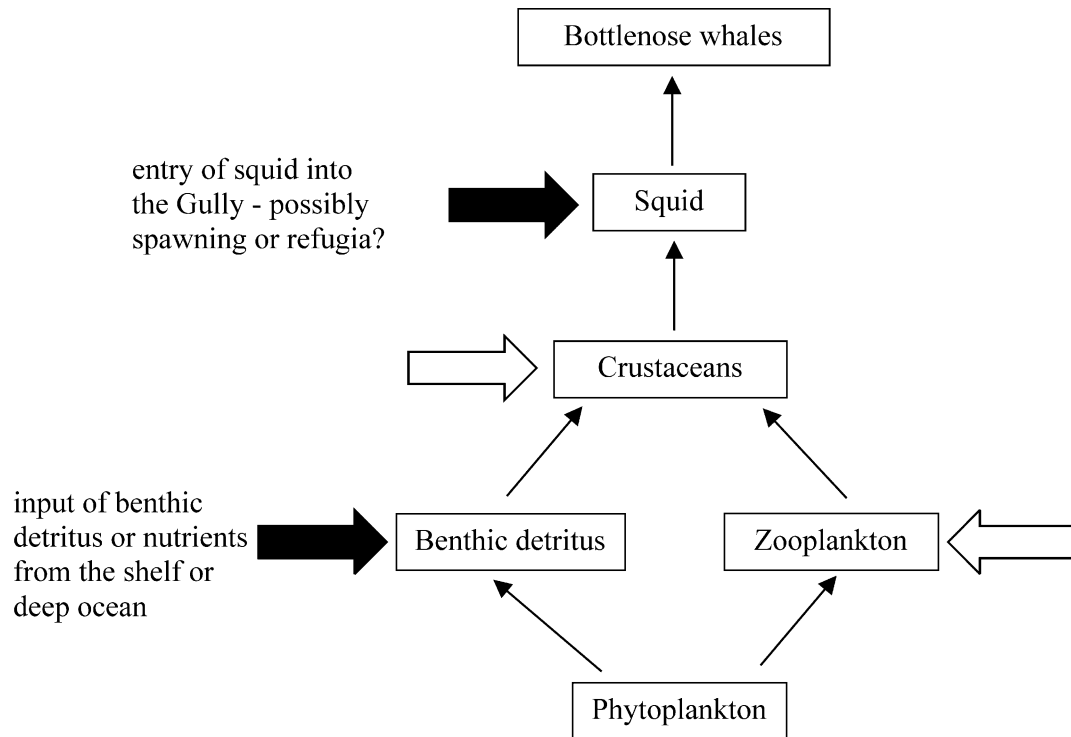 Bottlenose whales
entry of squid into
the Gully - possibly
spawning or refugia?
Squid
Crustaceans
input of benthic
detritus or nutrients
from the shelf or
deep ocean
Benthic detritus
Zooplankton
Phytoplankton